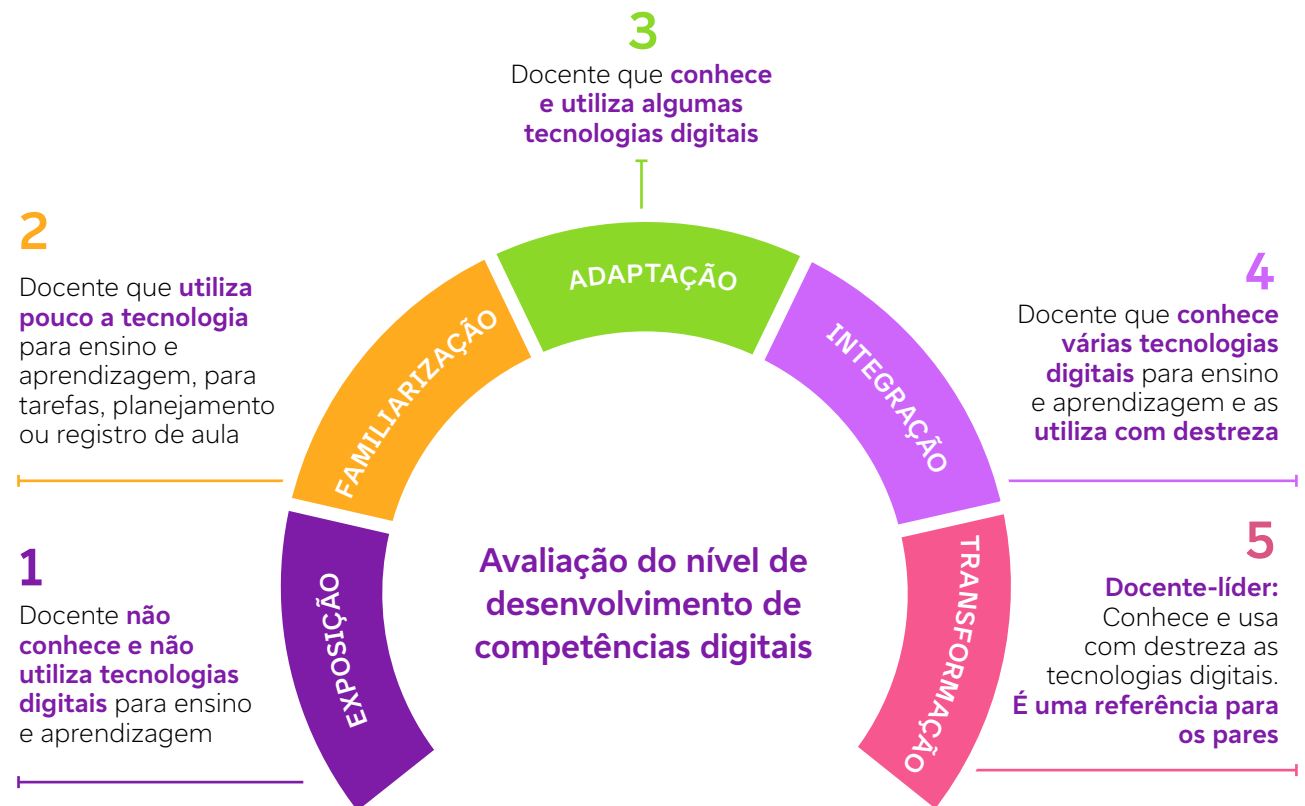 3
Docente que conhece
e utiliza algumas
tecnologias digitais
2
Docente que utiliza
pouco a tecnologia
para ensino e
aprendizagem, para
tarefas, planejamento
ou registro de aula
1
Docente não
conhece e não
utiliza tecnologias
digitais para ensino
e aprendizagem
EXPOSIÇÃO
FAMILIARIZAÇÃO
ADAPTAÇÃO
INTEGRAÇÃO
TRANSFORMAÇÃO
Avaliação do nível de
desenvolvimento de
competências digitais
4
Docente que conhece
várias tecnologias
digitais para ensino
e aprendizagem e as
utiliza com destreza
5
Docente-líder:
Conhece e usa
com destreza as
tecnologias digitais.
É uma referência para
os pares